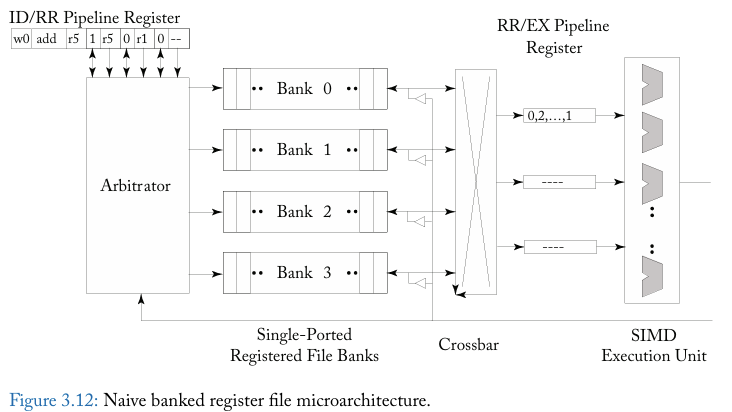 ID/RR Pipeline Register
w0 add r5 1 r5 0 r1 0 --
RR/EX Pipeline
Register
Arbitrator
•• Bank 0 ••
•• Bank 1 ••
•• Bank 2 ••
•• Bank 3 ••
0,2,…,1
----
----
Single-Ported
Registered File Banks
Crossbar
SIMD
Execution Unit
Figure 3.12: Naive banked register file microarchitecture.